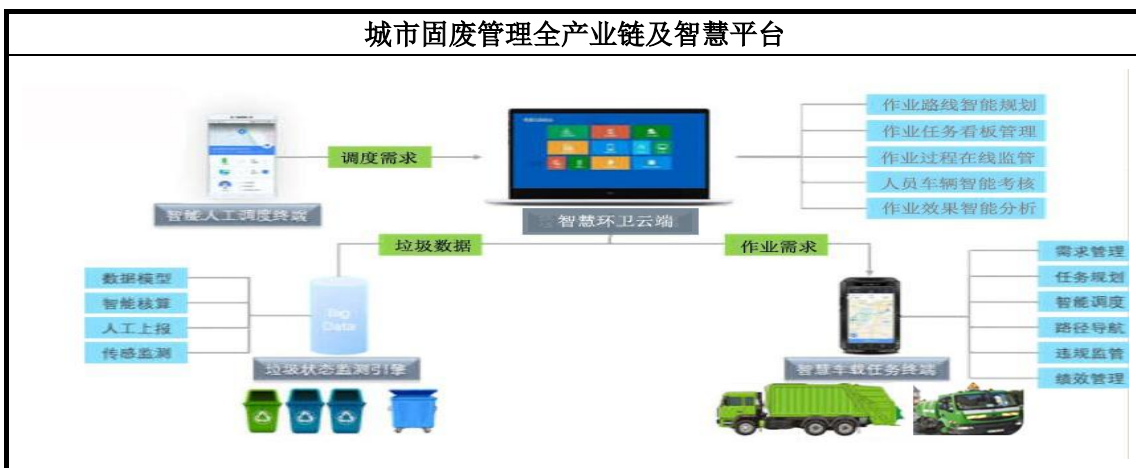 城市固废管理全产业链及智慧平台
作业路线智能规划
作业任务看板管理
调度需求
作业过程在线监管
人员车辆智能考核
智能人工调度终端
作业效果智能分析
智慧环卫云端
垃圾数据
作业需求
需求管理
数据模型
任务规划
智能核算
智能调度
Big
Data
人工上报
路径导航
传感监测
违规监管
垃圾状态监测引擎
智慧车载任务终端
绩效管理